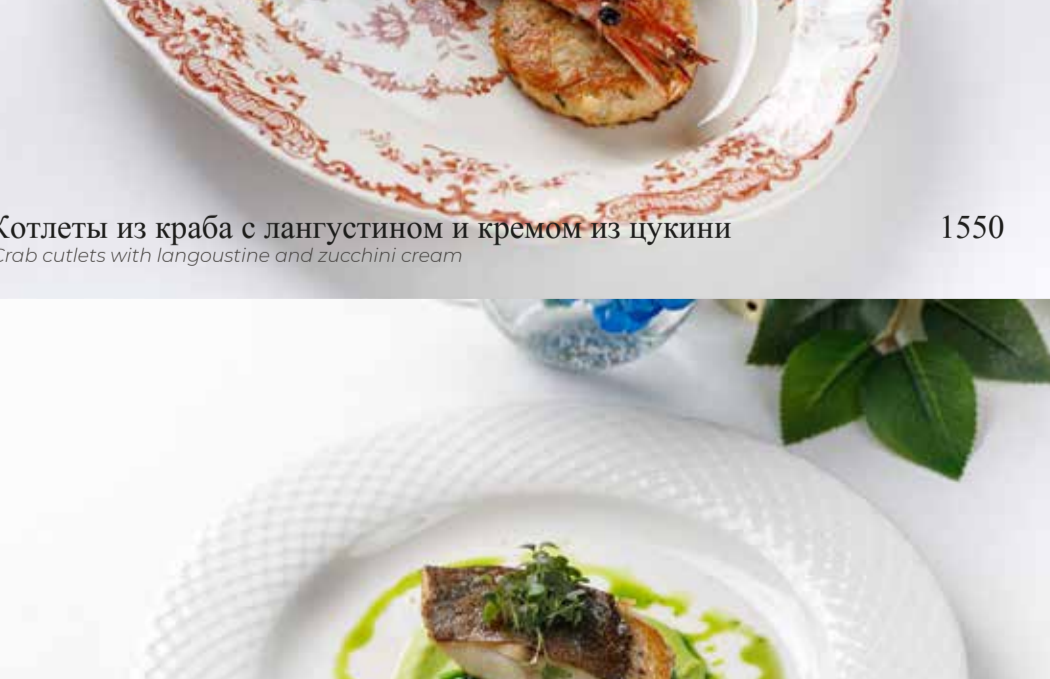 Котлеты из краба с лангустином и кремом из цукини 1550
Crab cutlets with langoustine and zucchini cream